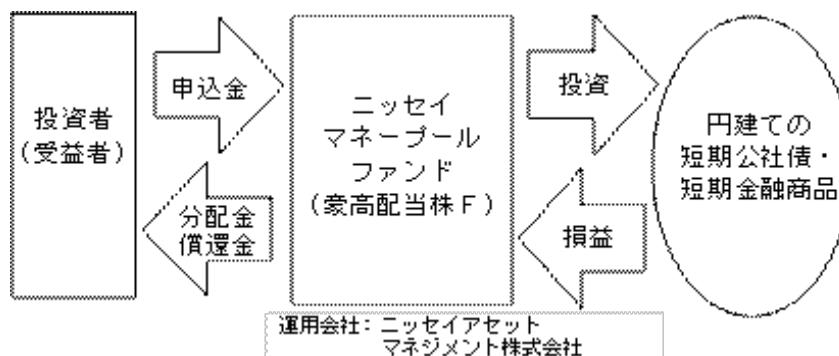 投資者
（受益者）
申込金
分配金
償還金
ニッセイ
マネープール
ファンド
（豪高配当株Ｆ）
投資
損益
円建ての
短期公社債・
短期金融商品
運用会社：ニッセイアセット
マネジメント株式会社